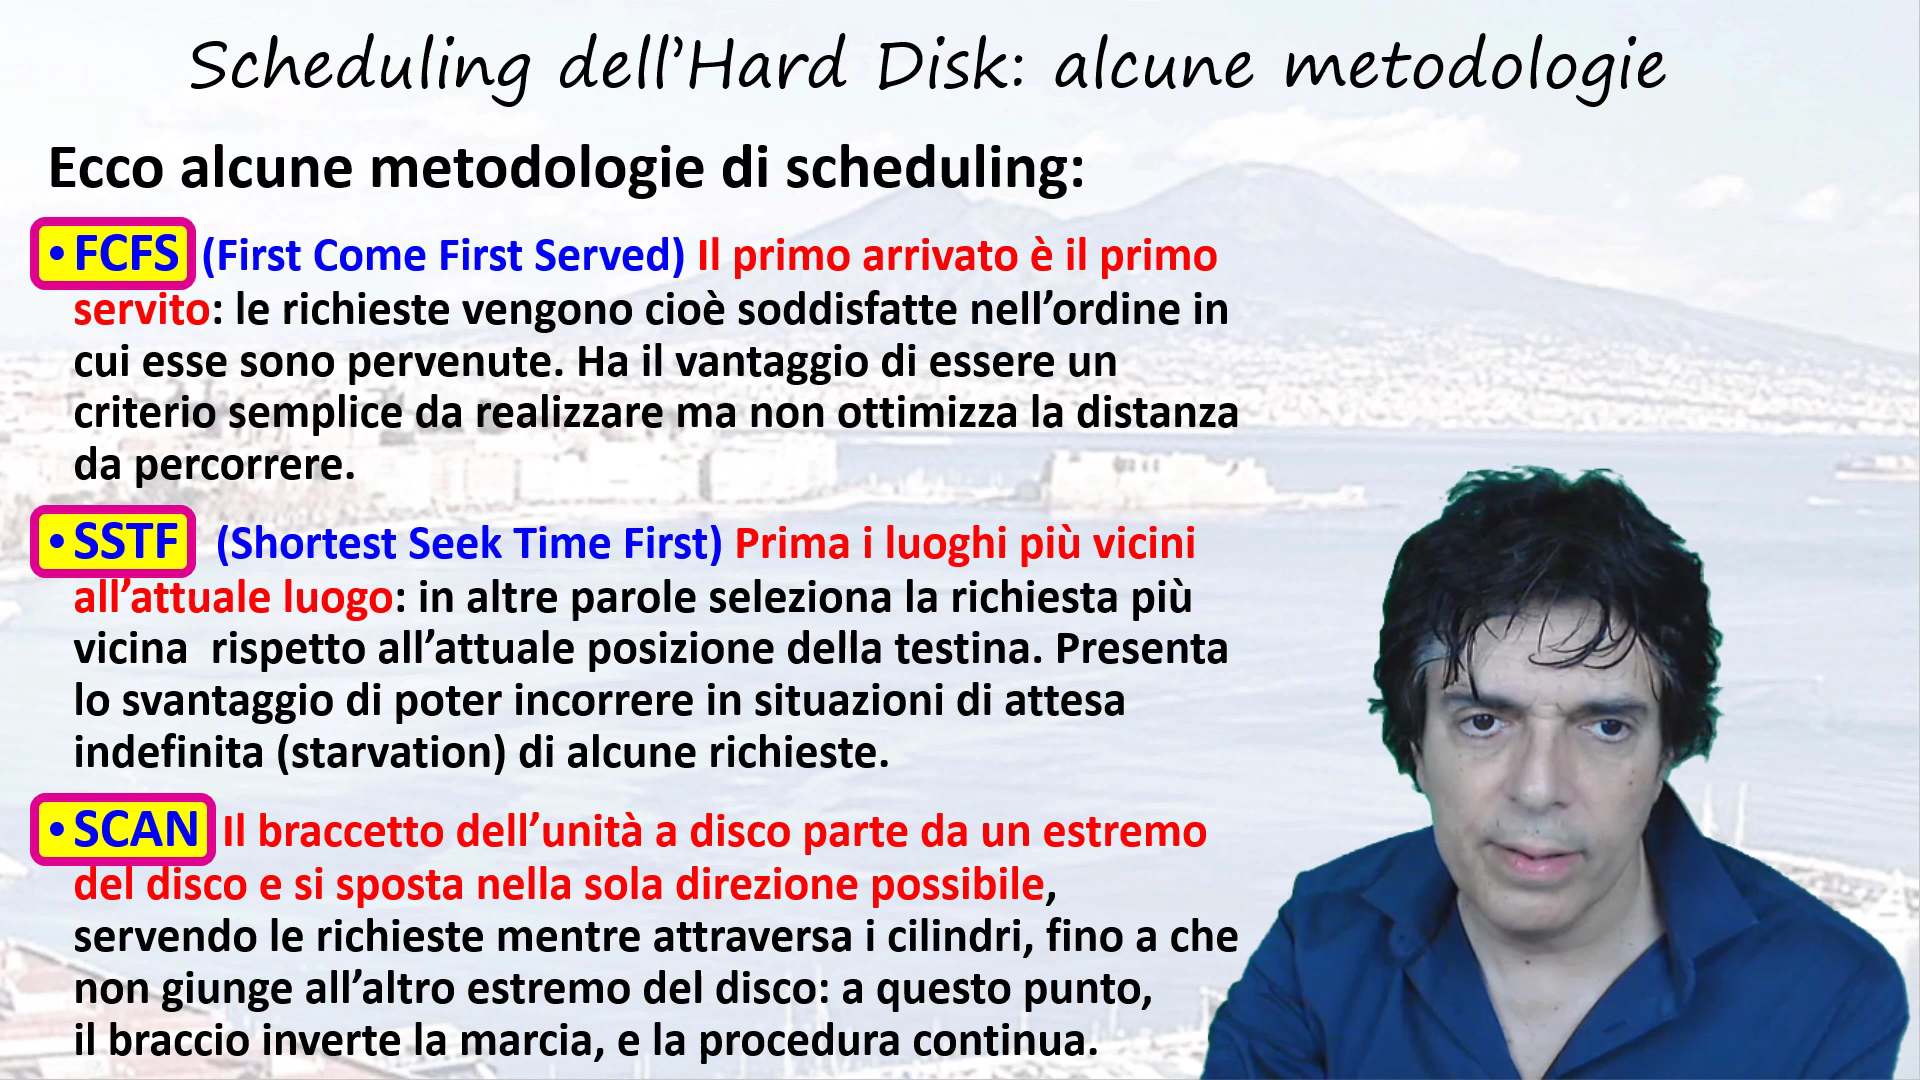 Scheduling dell’Hard Disk: alcune metodologie
Ecco alcune metodologie di scheduling:
• FCFS (First Come First Served) Il primo arrivato è il primo
servito: le richieste vengono cioè soddisfatte nell’ordine in
cui esse sono pervenute. Ha il vantaggio di essere un
criterio semplice da realizzare ma non ottimizza la distanza
da percorrere.
• SSTF (Shortest Seek Time First) Prima i luoghi più vicini
all’attuale luogo: in altre parole seleziona la richiesta più
vicina rispetto all’attuale posizione della testina. Presenta
lo svantaggio di poter incorrere in situazioni di attesa
indefinita (starvation) di alcune richieste.
• SCAN Il braccetto dell’unità a disco parte da un estremo
del disco e si sposta nella sola direzione possibile,
servendo le richieste mentre attraversa i cilindri, fino a che
non giunge all’altro estremo del disco: a questo punto,
il braccio inverte la marcia, e la procedura continua.